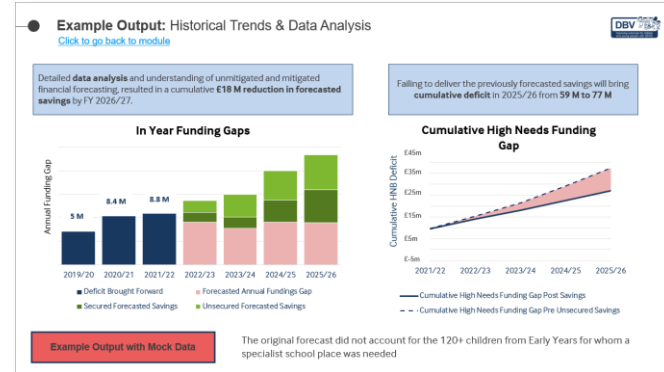 Example Output: Historical Trends & Data Analysis
Click to go back to module
DBV
Detailed data analysis and understanding of unmitigated and mitigated
financial forecasting, resulted in a cumulative £18 M reduction in forecasted
savings by FY 2026/27.
Failing to deliver the previously forecasted savings will bring
cumulative deficit in 2025/26 from 59 M to 77 M
In Year Funding Gaps
Annual Funding Gap
5 M
8.4 M
8.8 M
2019/20 2020/21 2021/22 2022/23 2023/24 2024/25 2025/26
Deficit Brought Forward
Forecasted Annual Fundings Gap
Secured Forecasted Savings
Unsecured Forecasted Savings
Cumulative High Needs Funding
Gap
Cumulative HNB Deficit
£45m
£35m
£25m
£15m
£5m
£-5m
2021/22 2022/23 2023/24 2024/25 2025/26
Cumulative High Needs Funding Gap Post Savings
Cumulative High Needs Funding Gap Pre Unsecured Savings
Example Output with Mock Data
The original forecast did not account for the 120+ children from Early Years for whom a
specialist school place was needed